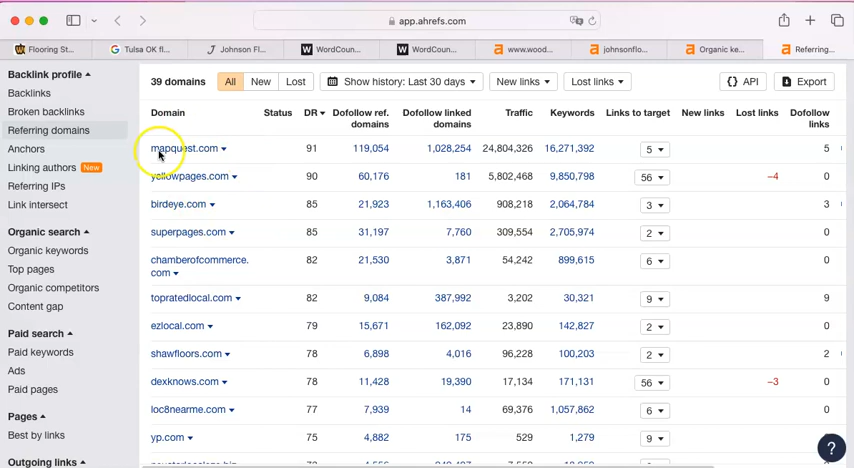 app.ahrefs.com
Flooring St...
Tulsa OK fl...
Johnson Fl...
WordCoun...
WordCoun...
www.wood...
johnsonflo...
Organic ke...
Referring...
Backlink profile
Backlinks
Broken backlinks
Referring domains
Anchors
Linking authors New
Referring IPs
Link intersect
Organic search
Organic keywords
Top pages
Organic competitors
Content gap
Paid search
Paid keywords
Ads
Paid pages
Pages
Best by links
Outgoing links
39 domains All New Lost Show history: Last 30 days New links Lost links {} API Export
Domain Status DR Dofollow ref. domains Dofollow linked domains Traffic Keywords Links to target New links Lost links Dofollow links
mapquest.com 91 119,054 1,028,254 24,804,326 16,271,392 5 5
yellowpages.com 90 60,176 181 5,802,468 9,850,798 56 -4 0
birdeye.com 85 21,923 1,163,406 908,218 2,064,784 3 3
superpages.com 85 31,197 7,760 309,554 2,705,974 2 0
chamberofcommerce.
com 82 21,530 3,871 54,242 899,615 6 0
topratedlocal.com 82 9,084 387,992 3,202 30,321 9 9
ezlocal.com 79 15,671 162,092 23,890 142,827 2 0
shawfloors.com 78 6,898 4,016 96,228 100,203 2 2
dexknows.com 78 11,428 19,390 17,134 171,131 56 -3 0
loc8nearme.com 77 7,939 14 69,376 1,057,862 6 0
yp.com 75 4,882 175 529 1,279 9
?